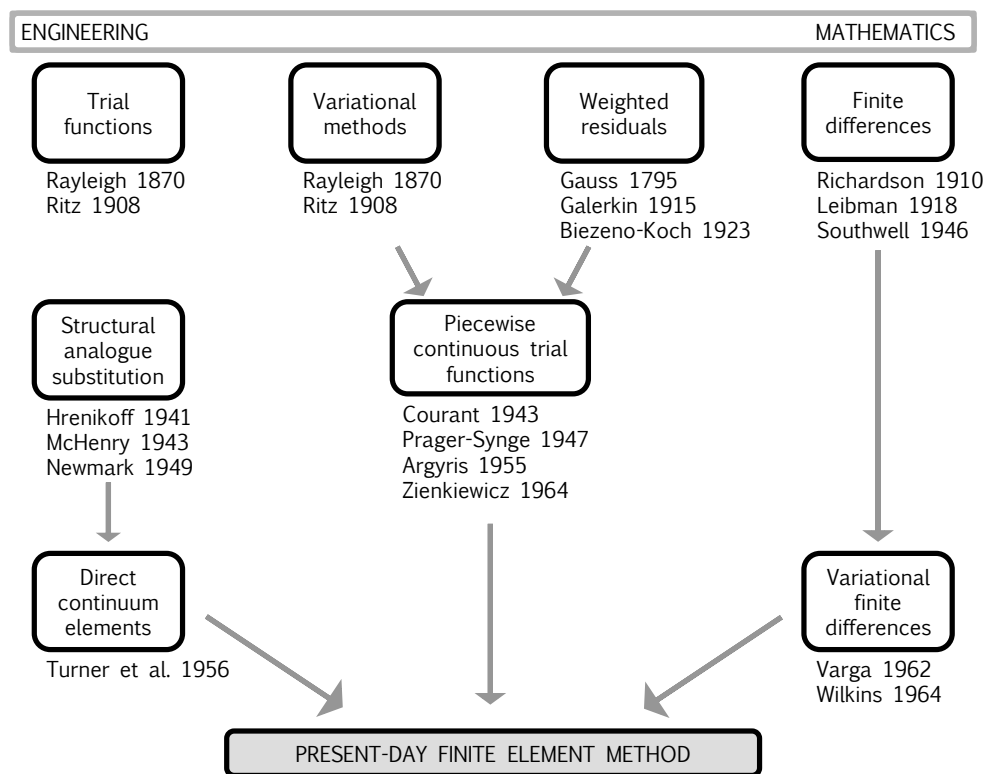 ENGINEERING
MATHEMATICS
Trial
functions
Rayleigh 1870
Ritz 1908
Variational
methods
Rayleigh 1870
Ritz 1908
Weighted
residuals
Gauss 1795
Galerkin 1915
Biezeno-Koch 1923
Finite
differences
Richardson 1910
Leibman 1918
Southwell 1946
Structural
analogue
substitution
Hrenikoff 1941
McHenry 1943
Newmark 1949
Piecewise
continuous trial
functions
Courant 1943
Prager-Synge 1947
Argyris 1955
Zienkiewicz 1964
Direct
continuum
elements
Turner et al. 1956
Variational
finite
differences
Varga 1962
Wilkins 1964
PRESENT-DAY FINITE ELEMENT METHOD